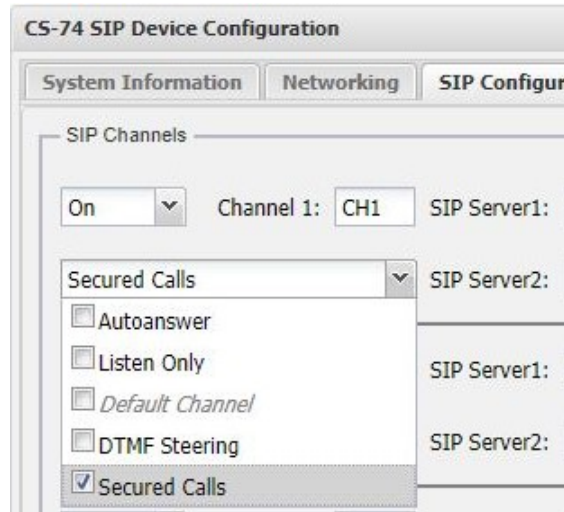 CS-74 SIP Device Configuration
System Information Networking SIP Configur
SIP Channels
On Channel 1: CH1 SIP Server1:
Secured Calls SIP Server2:
Autoanswer
Listen Only SIP Server1:
Default Channel
DTMF Steering SIP Server2:
Secured Calls